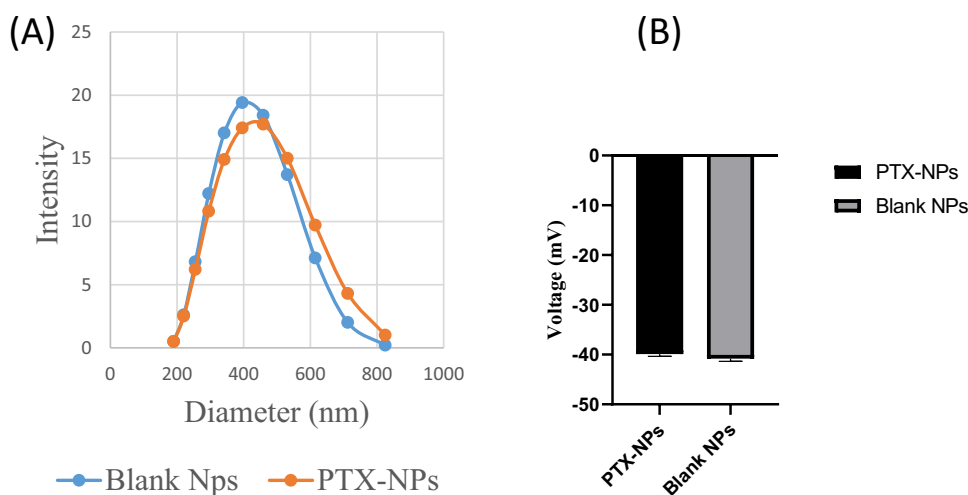 (A)
25
20
15
10
5
0
Intensity
0 200 400 600 800 1000
Diameter (nm)
Blank Nps PTX-NPs
(B)
0
-10
-20
-30
-40
-50
Voltage (mV)
PTX-NPs
Blank NPs
PTX-NPs
Blank NPs